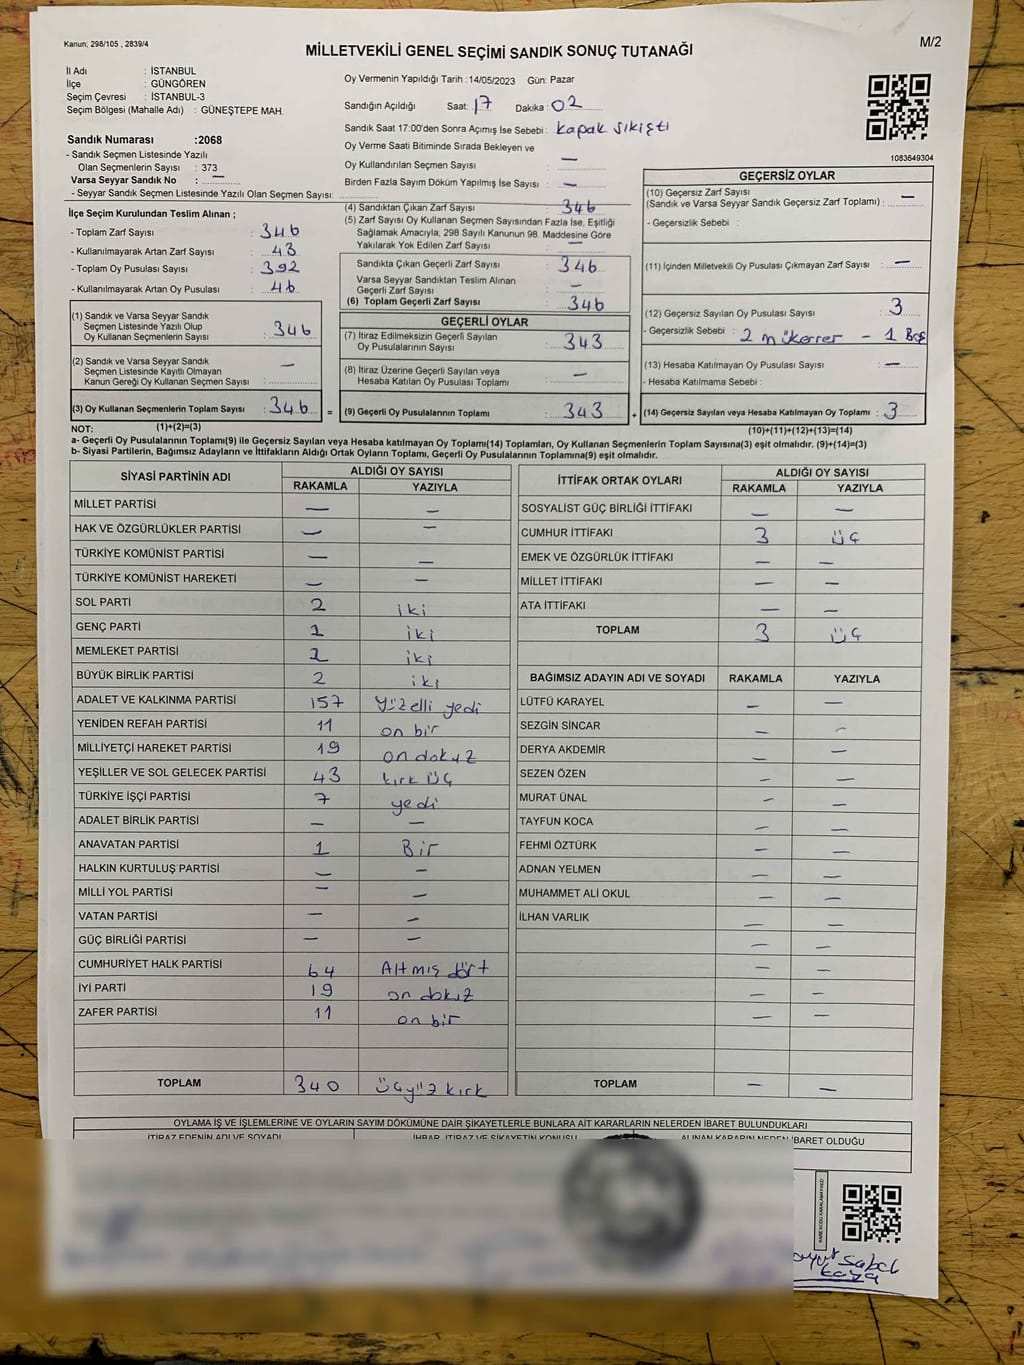 Kanun; 298/105 , 2839/4
M/2
MİLLETVEKİLİ GENEL SEÇİMİ SANDIK SONUÇ TUTANAĞI
İl Adı : İSTANBUL
İlçe : GÜNGÖREN
Seçim Çevresi : İSTANBUL-3
Seçim Bölgesi (Mahalle Adı) : GÜNEŞTEPE MAH.
Sandık Numarası :2068
- Sandık Seçmen Listesinde Yazılı
Olan Seçmenlerin Sayısı : 373
Varsa Seyyar Sandık No : —
- Seyyar Sandık Seçmen Listesinde Yazılı Olan Seçmen Sayısı:
İlçe Seçim Kurulundan Teslim Alınan ;
- Toplam Zarf Sayısı : 346
- Kullanılmayarak Artan Zarf Sayısı : 43
- Toplam Oy Pusulası Sayısı : 392
- Kullanılmayarak Artan Oy Pusulası : 46
(1) Sandık ve Varsa Seyyar Sandık
Seçmen Listesinde Yazılı Olup
Oy Kullanan Seçmenlerin Sayısı : 346
(2) Sandık ve Varsa Seyyar Sandık
Seçmen Listesinde Kayıtlı Olmayan
Kanun Gereği Oy Kullanan Seçmen Sayısı : —
(3) Oy Kullanan Seçmenlerin Toplam Sayısı : 346 =
(1)+(2)=(3)
Oy Vermenin Yapıldığı Tarih :14/05/2023 Gün: Pazar
Sandığın Açıldığı Saat: 17 Dakika : 02
Sandık Saat 17:00'den Sonra Açımış İse Sebebi : kapak sıkıştı
Oy Verme Saati Bitiminde Sırada Bekleyen ve
Oy Kullandırılan Seçmen Sayısı : —
Birden Fazla Sayım Döküm Yapılmış İse Sayısı : —
(4) Sandıktan Çıkan Zarf Sayısı : 346
(5) Zarf Sayısı Oy Kullanan Seçmen Sayısından Fazla İse, Eşitliği
Sağlamak Amacıyla; 298 Sayılı Kanunun 98. Maddesine Göre
Yakılarak Yok Edilen Zarf Sayısı : —
Sandıkta Çıkan Geçerli Zarf Sayısı : 346
Varsa Seyyar Sandıktan Teslim Alınan
Geçerli Zarf Sayısı : —
(6) Toplam Geçerli Zarf Sayısı : 346
GEÇERLİ OYLAR
(7) İtiraz Edilmeksizin Geçerli Sayılan
Oy Pusulalarının Sayısı : 343
(8) İtiraz Üzerine Geçerli Sayılan veya
Hesaba Katılan Oy Pusulası Toplamı : —
(9) Geçerli Oy Pusulalarının Toplamı : 343 +
1083649304
GEÇERSİZ OYLAR
(10) Geçersiz Zarf Sayısı
(Sandık ve Varsa Seyyar Sandık Geçersiz Zarf Toplamı) : —
- Geçersizlik Sebebi :
(11) İçinden Milletvekili Oy Pusulası Çıkmayan Zarf Sayısı : —
(12) Geçersiz Sayılan Oy Pusulası Sayısı : 3
- Geçersizlik Sebebi : 2 mükerrer - 1 Boş
(13) Hesaba Katılmayan Oy Pusulası Sayısı : —
- Hesaba Katılmama Sebebi :
(14) Geçersiz Sayılan veya Hesaba Katılmayan Oy Toplamı : 3
(10)+(11)+(12)+(13)=(14)
NOT:
a- Geçerli Oy Pusulalarının Toplamı(9) ile Geçersiz Sayılan veya Hesaba katılmayan Oy Toplamı(14) Toplamları, Oy Kullanan Seçmenlerin Toplam Sayısına(3) eşit olmalıdır. (9)+(14)=(3)
b- Siyasi Partilerin, Bağımsız Adayların ve İttifakların Aldığı Ortak Oyların Toplamı, Geçerli Oy Pusulalarının Toplamına(9) eşit olmalıdır.
SİYASİ PARTİNİN ADI ALDIĞI OY SAYISI
RAKAMLA YAZIYLA
MİLLET PARTİSİ — —
HAK VE ÖZGÜRLÜKLER PARTİSİ — —
TÜRKİYE KOMÜNİST PARTİSİ — —
TÜRKİYE KOMÜNİST HAREKETİ — —
SOL PARTİ 2 iki
GENÇ PARTİ 2 iki
MEMLEKET PARTİSİ 2 iki
BÜYÜK BİRLİK PARTİSİ 2 iki
ADALET VE KALKINMA PARTİSİ 157 yüzelli yedi
YENİDEN REFAH PARTİSİ 11 on bir
MİLLİYETÇİ HAREKET PARTİSİ 19 on dokuz
YEŞİLLER VE SOL GELECEK PARTİSİ 43 kırk üç
TÜRKİYE İŞÇİ PARTİSİ 7 yedi
ADALET BİRLİK PARTİSİ — —
ANAVATAN PARTİSİ 1 Bir
HALKIN KURTULUŞ PARTİSİ — —
MİLLİ YOL PARTİSİ — —
VATAN PARTİSİ — —
GÜÇ BİRLİĞİ PARTİSİ — —
CUMHURİYET HALK PARTİSİ 64 Altmış dört
İYİ PARTİ 19 on dokuz
ZAFER PARTİSİ 11 on bir
TOPLAM 340 üçyüz kırk
İTTİFAK ORTAK OYLARI ALDIĞI OY SAYISI
RAKAMLA YAZIYLA
SOSYALİST GÜÇ BİRLİĞİ İTTİFAKI — —
CUMHUR İTTİFAKI 3 üç
EMEK VE ÖZGÜRLÜK İTTİFAKI — —
MİLLET İTTİFAKI — —
ATA İTTİFAKI — —
TOPLAM 3 üç
BAĞIMSIZ ADAYIN ADI VE SOYADI RAKAMLA YAZIYLA
LÜTFÜ KARAYEL — —
SEZGİN SİNCAR — —
DERYA AKDEMİR — —
SEZEN ÖZEN — —
MURAT ÜNAL — —
TAYFUN KOCA — —
FEHMİ ÖZTÜRK — —
ADNAN YELMEN — —
MUHAMMET ALİ OKUL — —
İLHAN VARLIK — —
— —
— —
— —
— —
TOPLAM — —
OYLAMA İŞ VE İŞLEMLERİNE VE OYLARIN SAYIM DÖKÜMÜNE DAİR ŞİKAYETLERLE BUNLARA AİT KARARLARIN NELERDEN İBARET BULUNDUKLARI
İTİRAZ EDENİN ADI VE SOYADI İHBAR, İTİRAZ VE ŞİKAYETİN KONUSU ALINAN KARARIN NEDEN İBARET OLDUĞU
kaya